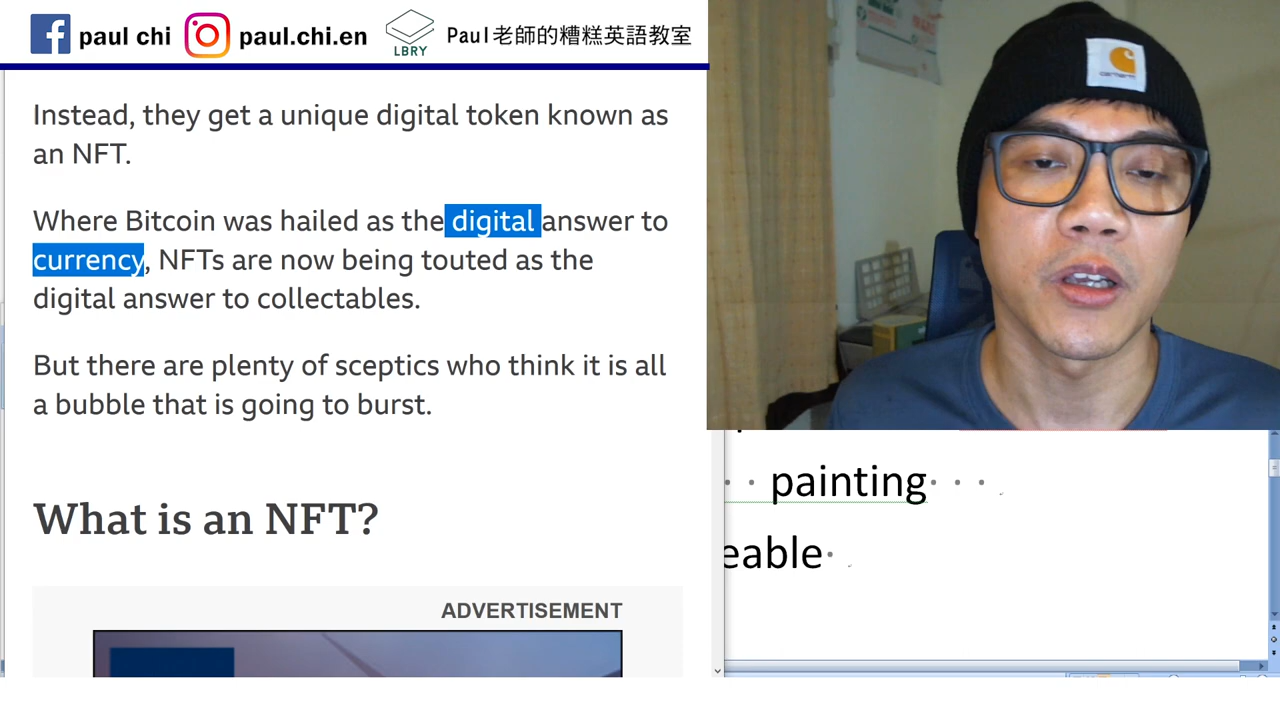 paul chi paul.chi.en LBRY Paul老師的糟糕英語教室
Instead, they get a unique digital token known as
an NFT.
Where Bitcoin was hailed as the digital answer to
currency, NFTs are now being touted as the
digital answer to collectables.
But there are plenty of sceptics who think it is all
a bubble that is going to burst.
What is an NFT?
ADVERTISEMENT
carhartt
painting
eable